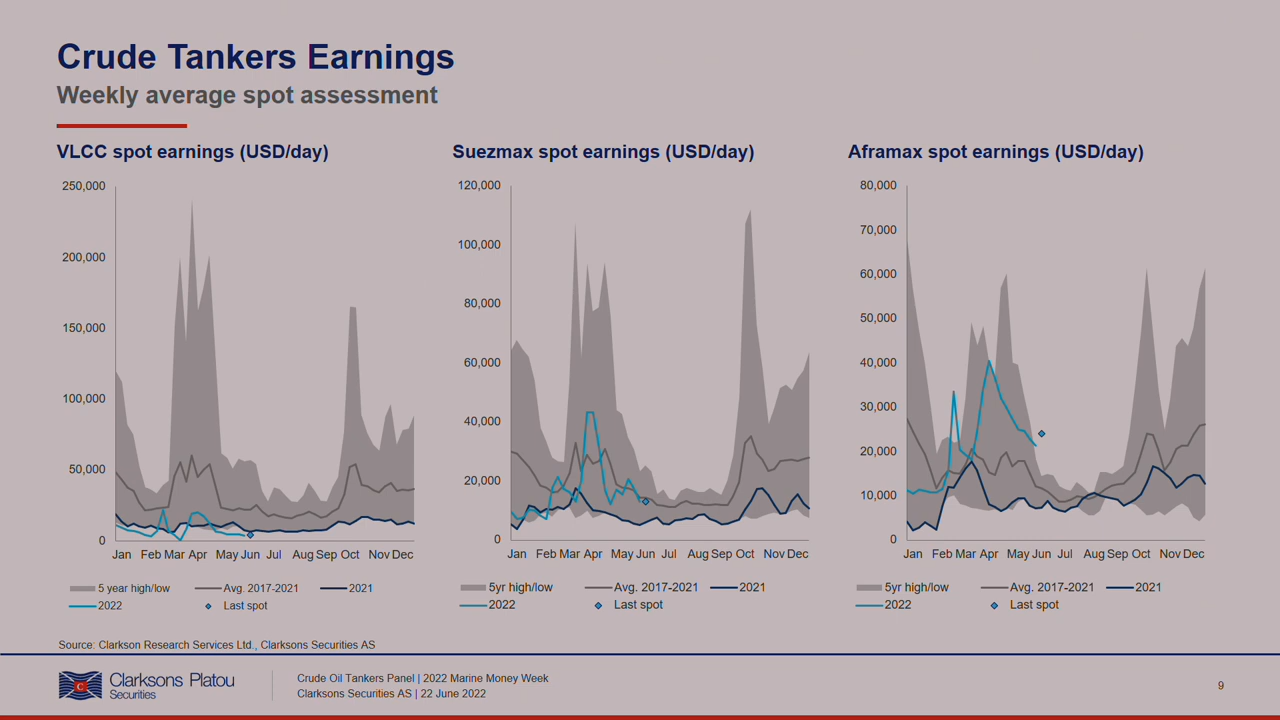 Crude Tankers Earnings
Weekly average spot assessment
VLCC spot earnings (USD/day)
250,000
200,000
150,000
100,000
50,000
0
Jan Feb Mar Apr May Jun Jul Aug Sep Oct Nov Dec
5 year high/low Avg. 2017-2021 2021
2022 Last spot
Suezmax spot earnings (USD/day)
120,000
100,000
80,000
60,000
40,000
20,000
0
Jan Feb Mar Apr May Jun Jul Aug Sep Oct Nov Dec
5yr high/low Avg. 2017-2021 2021
2022 Last spot
Aframax spot earnings (USD/day)
80,000
70,000
60,000
50,000
40,000
30,000
20,000
10,000
0
Jan Feb Mar Apr May Jun Jul Aug Sep Oct Nov Dec
5yr high/low Avg. 2017-2021 2021
2022 Last spot
Source: Clarkson Research Services Ltd., Clarksons Securities AS
C
Clarksons Platou
Securities
Crude Oil Tankers Panel | 2022 Marine Money Week
Clarksons Securities AS | 22 June 2022
9